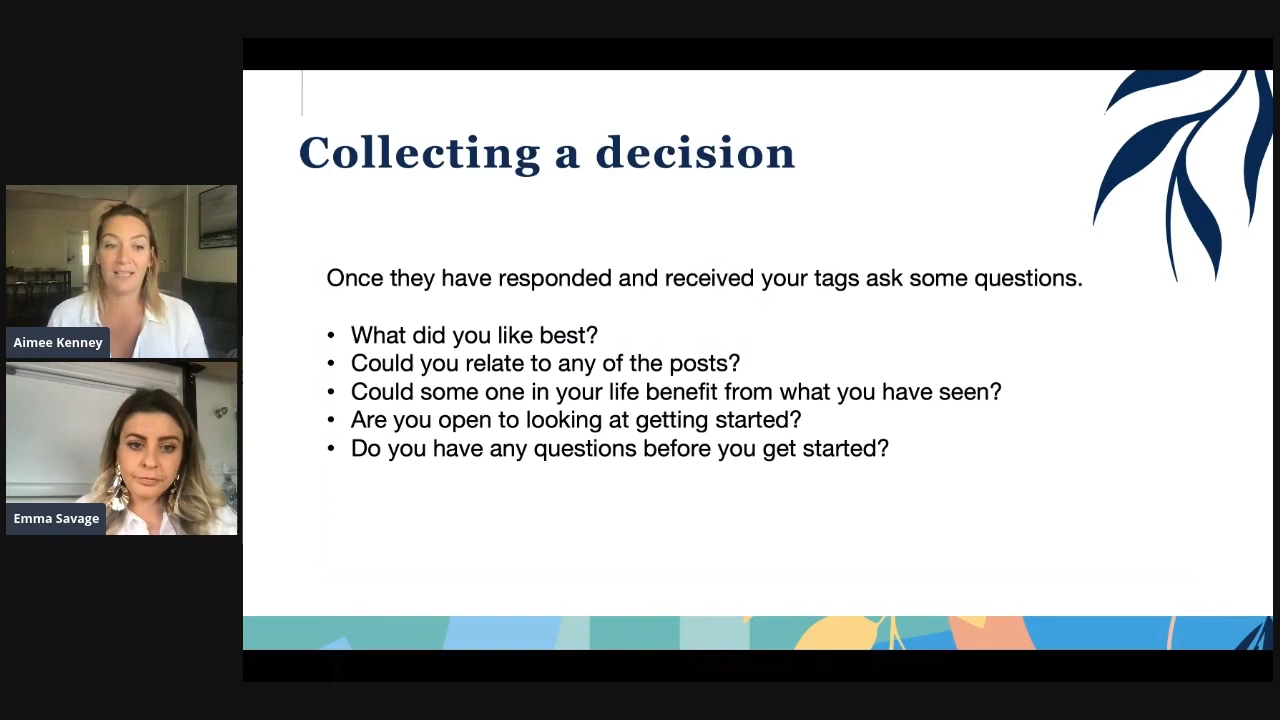 Collecting a decision
Once they have responded and received your tags ask some questions.
• What did you like best?
• Could you relate to any of the posts?
• Could some one in your life benefit from what you have seen?
• Are you open to looking at getting started?
• Do you have any questions before you get started?
Aimee Kenney
Emma Savage